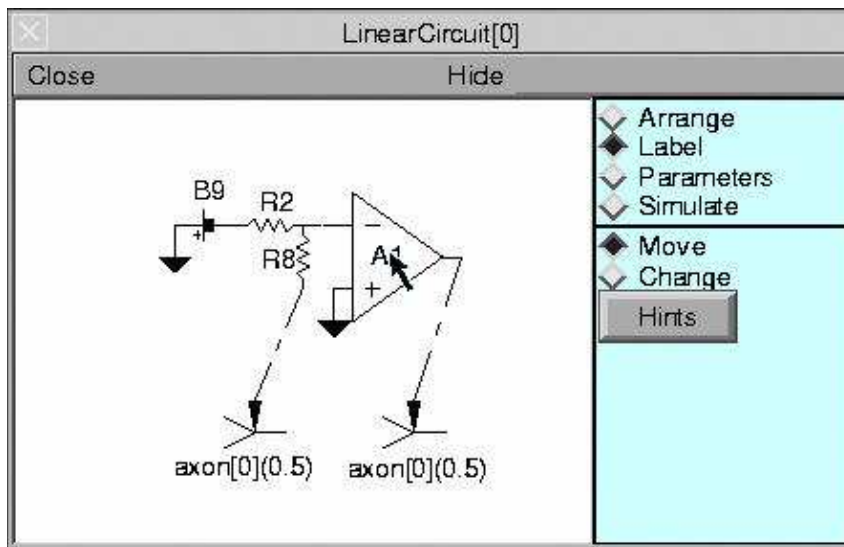 LinearCircuit[0]
Close Hide
Arrange
Label
Parameters
Simulate
Move
Change
Hints
B9
R2
−
R8
A1
+
+
axon[0](0.5) axon[0](0.5)